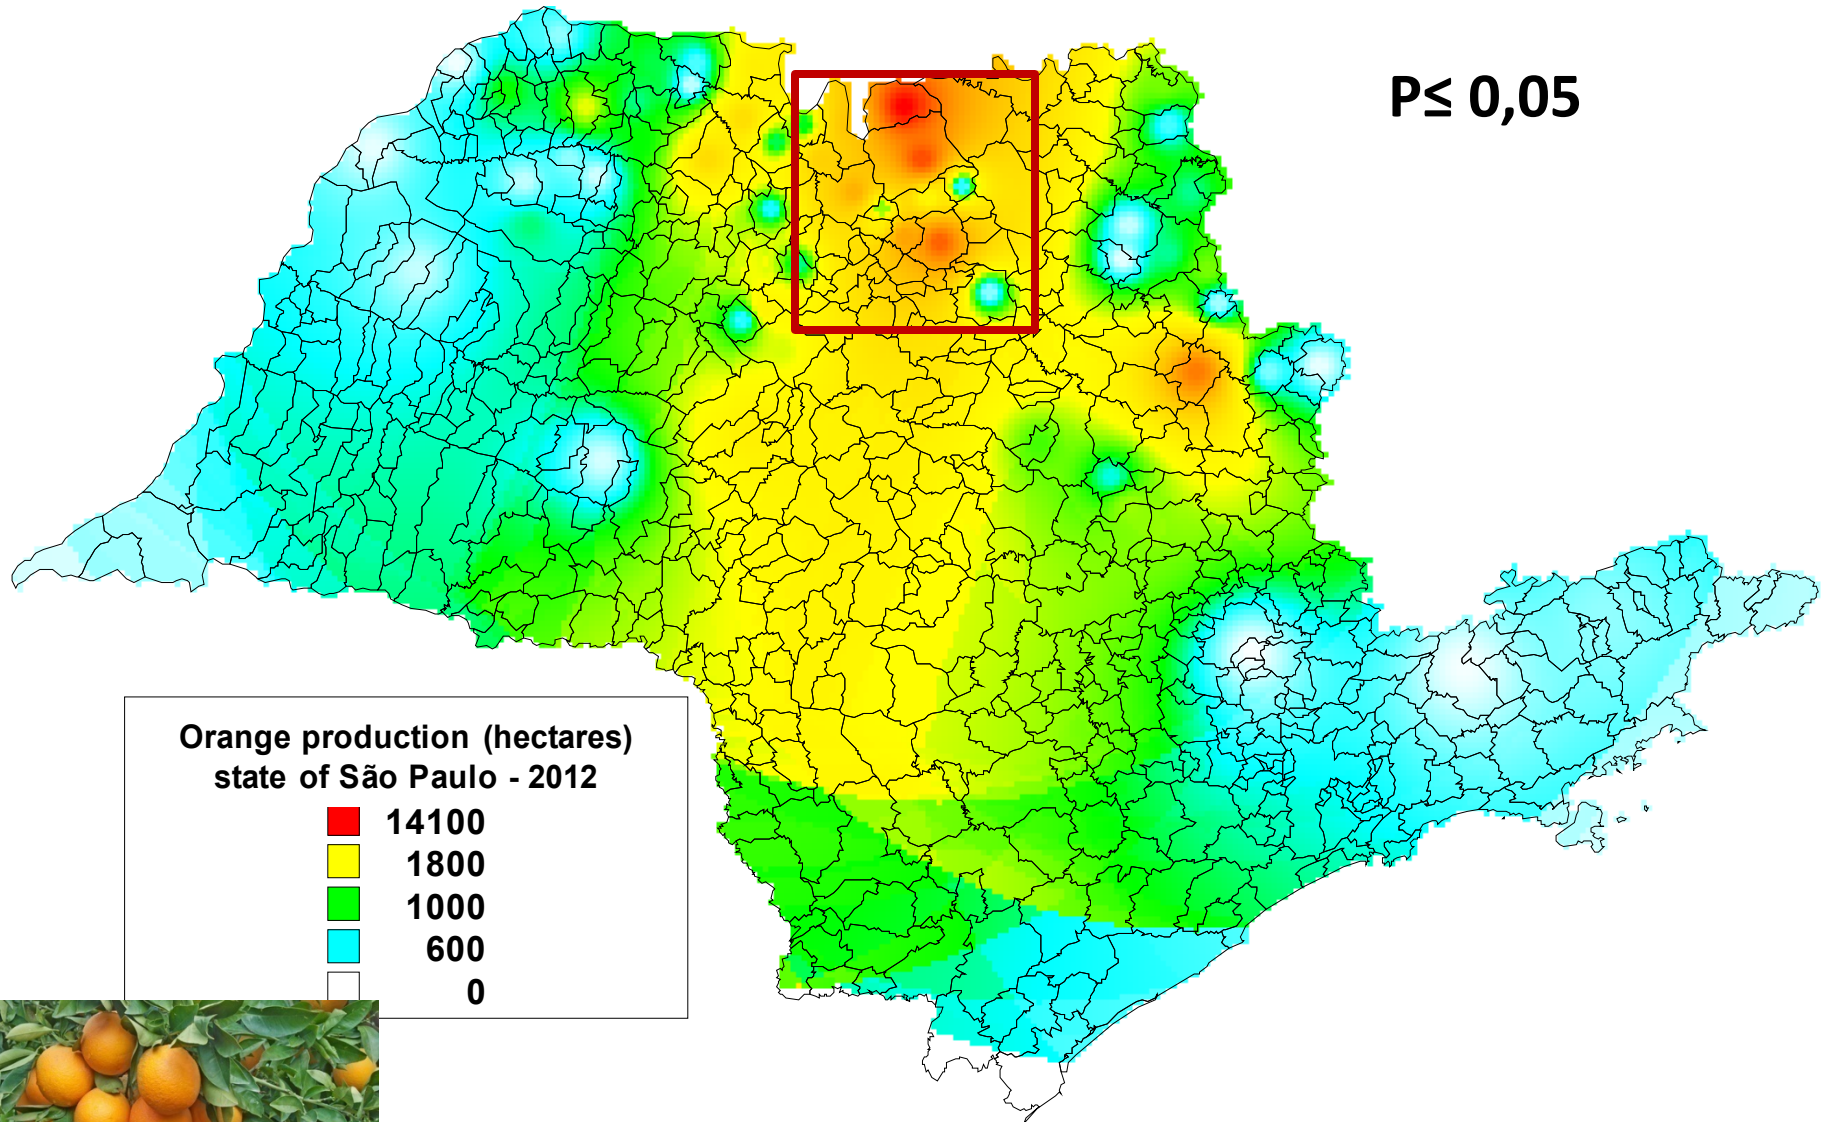 P≤ 0,05
Orange production (hectares)
state of São Paulo - 2012
14100
1800
1000
600
0